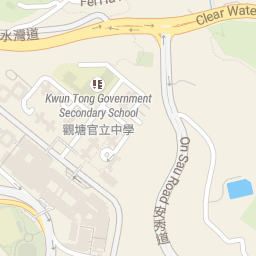 水灣道
Clear Water
Kwun Tong Government
Secondary School
觀塘官立中學
On Sau Road 安秀道